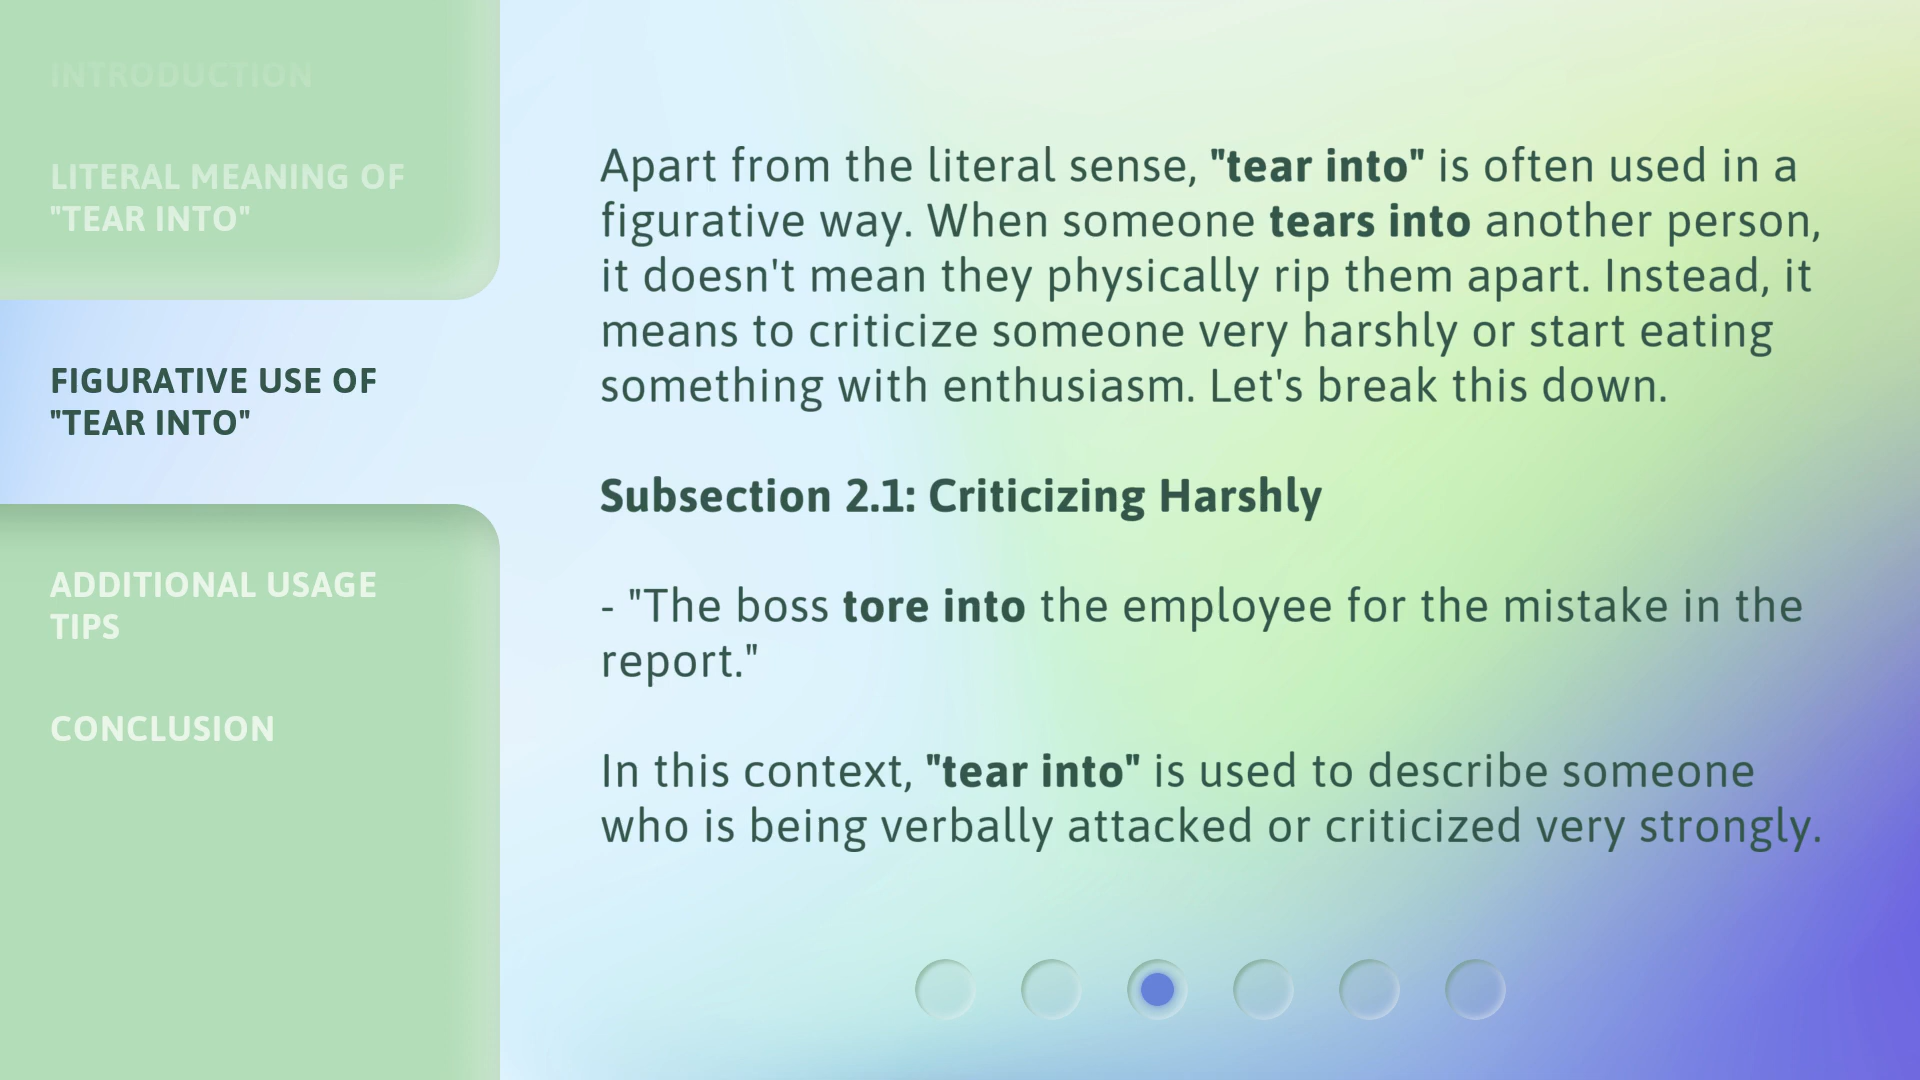 INTRODUCTION
LITERAL MEANING OF
"TEAR INTO"
FIGURATIVE USE OF
"TEAR INTO"
ADDITIONAL USAGE
TIPS
CONCLUSION
Apart from the literal sense, "tear into" is often used in a
figurative way. When someone tears into another person,
it doesn't mean they physically rip them apart. Instead, it
means to criticize someone very harshly or start eating
something with enthusiasm. Let's break this down.
Subsection 2.1: Criticizing Harshly
- "The boss tore into the employee for the mistake in the
report."
In this context, "tear into" is used to describe someone
who is being verbally attacked or criticized very strongly.